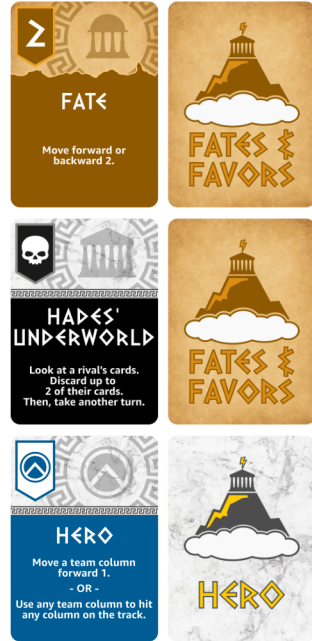 2
FATE
Move forward or
backward 2.
FATES &
FAVORS
HADES'
UNDERWORLD
Look at a rival's cards.
Discard up to
2 of their cards.
Then, take another turn.
FATES &
FAVORS
HERO
Move a team column
forward 1.
- OR -
Use any team column to hit
any column on the track.
HERO